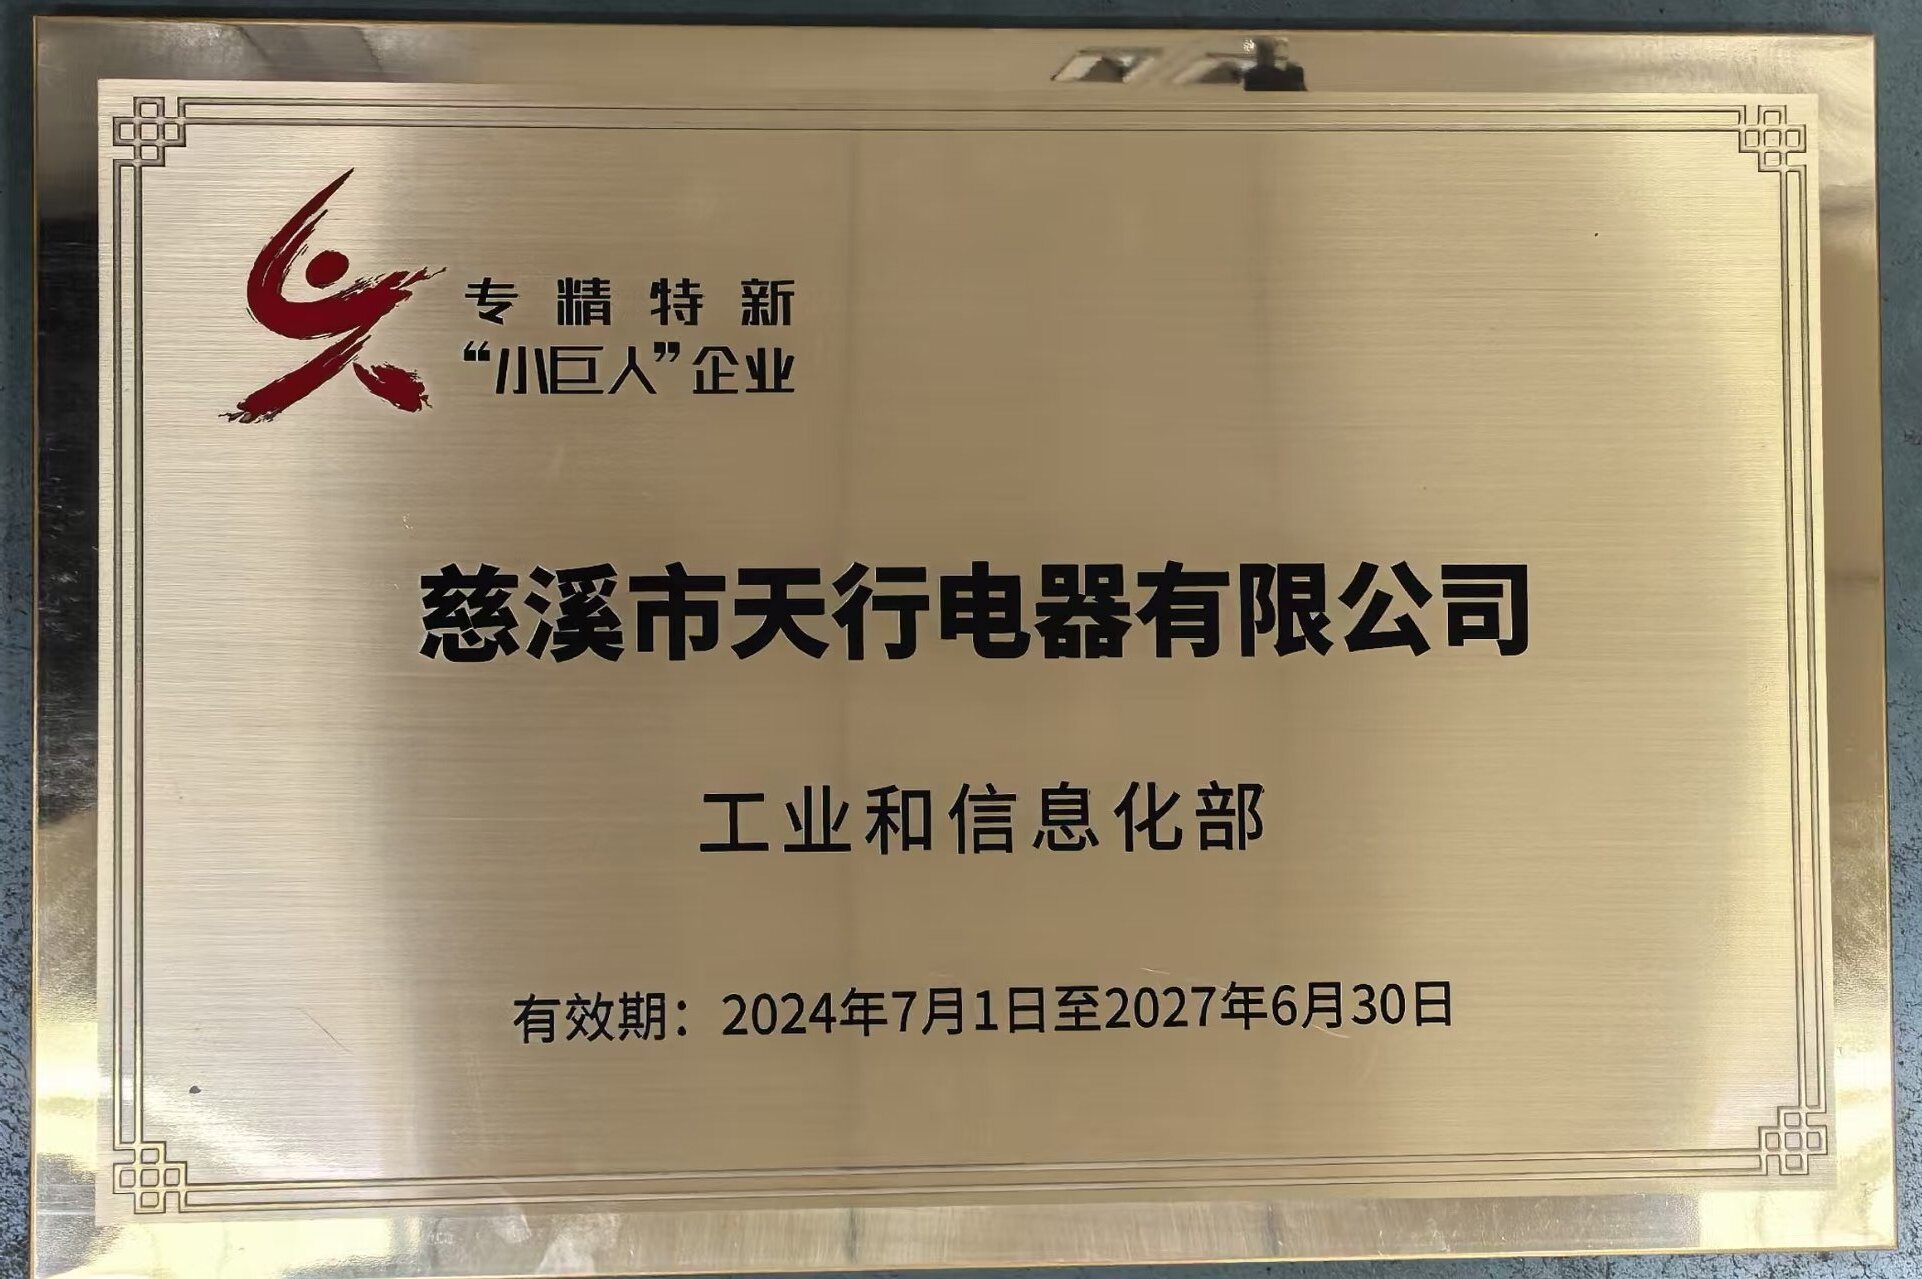 专精特新
“小巨人”企业
慈溪市天行电器有限公司
工业和信息化部
有效期：2024年7月1日至2027年6月30日